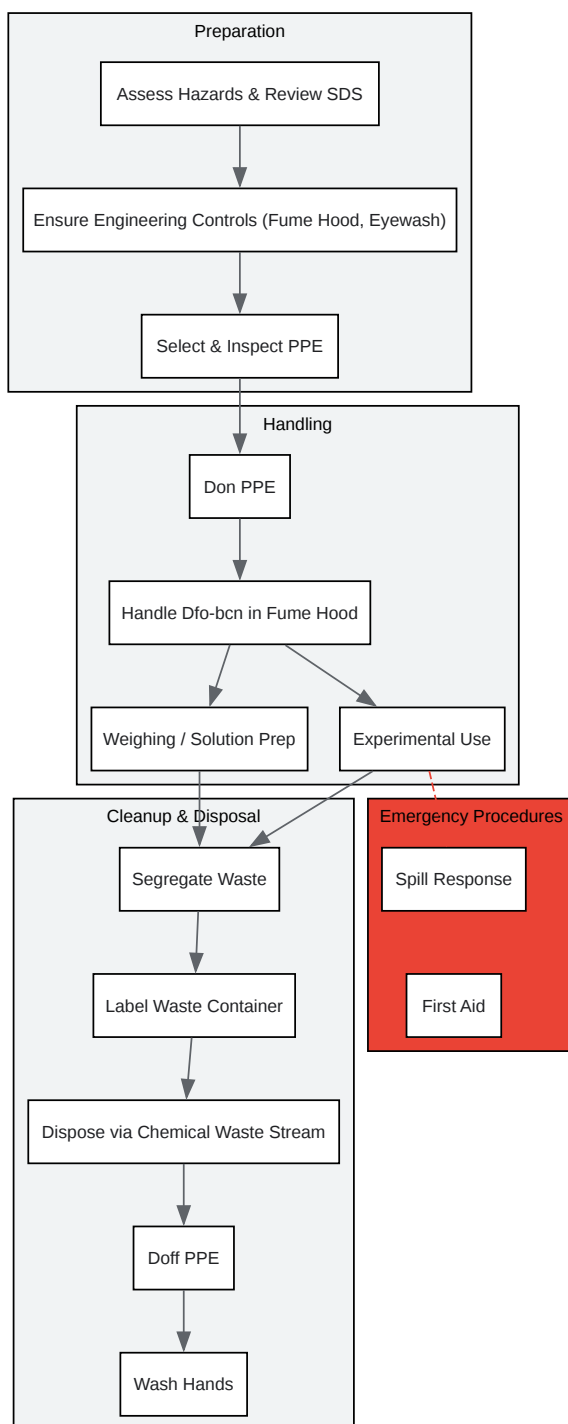 Preparation
Assess Hazards & Review SDS
Ensure Engineering Controls (Fume Hood, Eyewash)
Select & Inspect PPE
Handling
Don PPE
Handle Dfo-bcn in Fume Hood
Weighing / Solution Prep
Experimental Use
Cleanup & Disposal
Emergency Procedures
Segregate Waste
Spill Response
Label Waste Container
First Aid
Dispose via Chemical Waste Stream
Doff PPE
Wash Hands